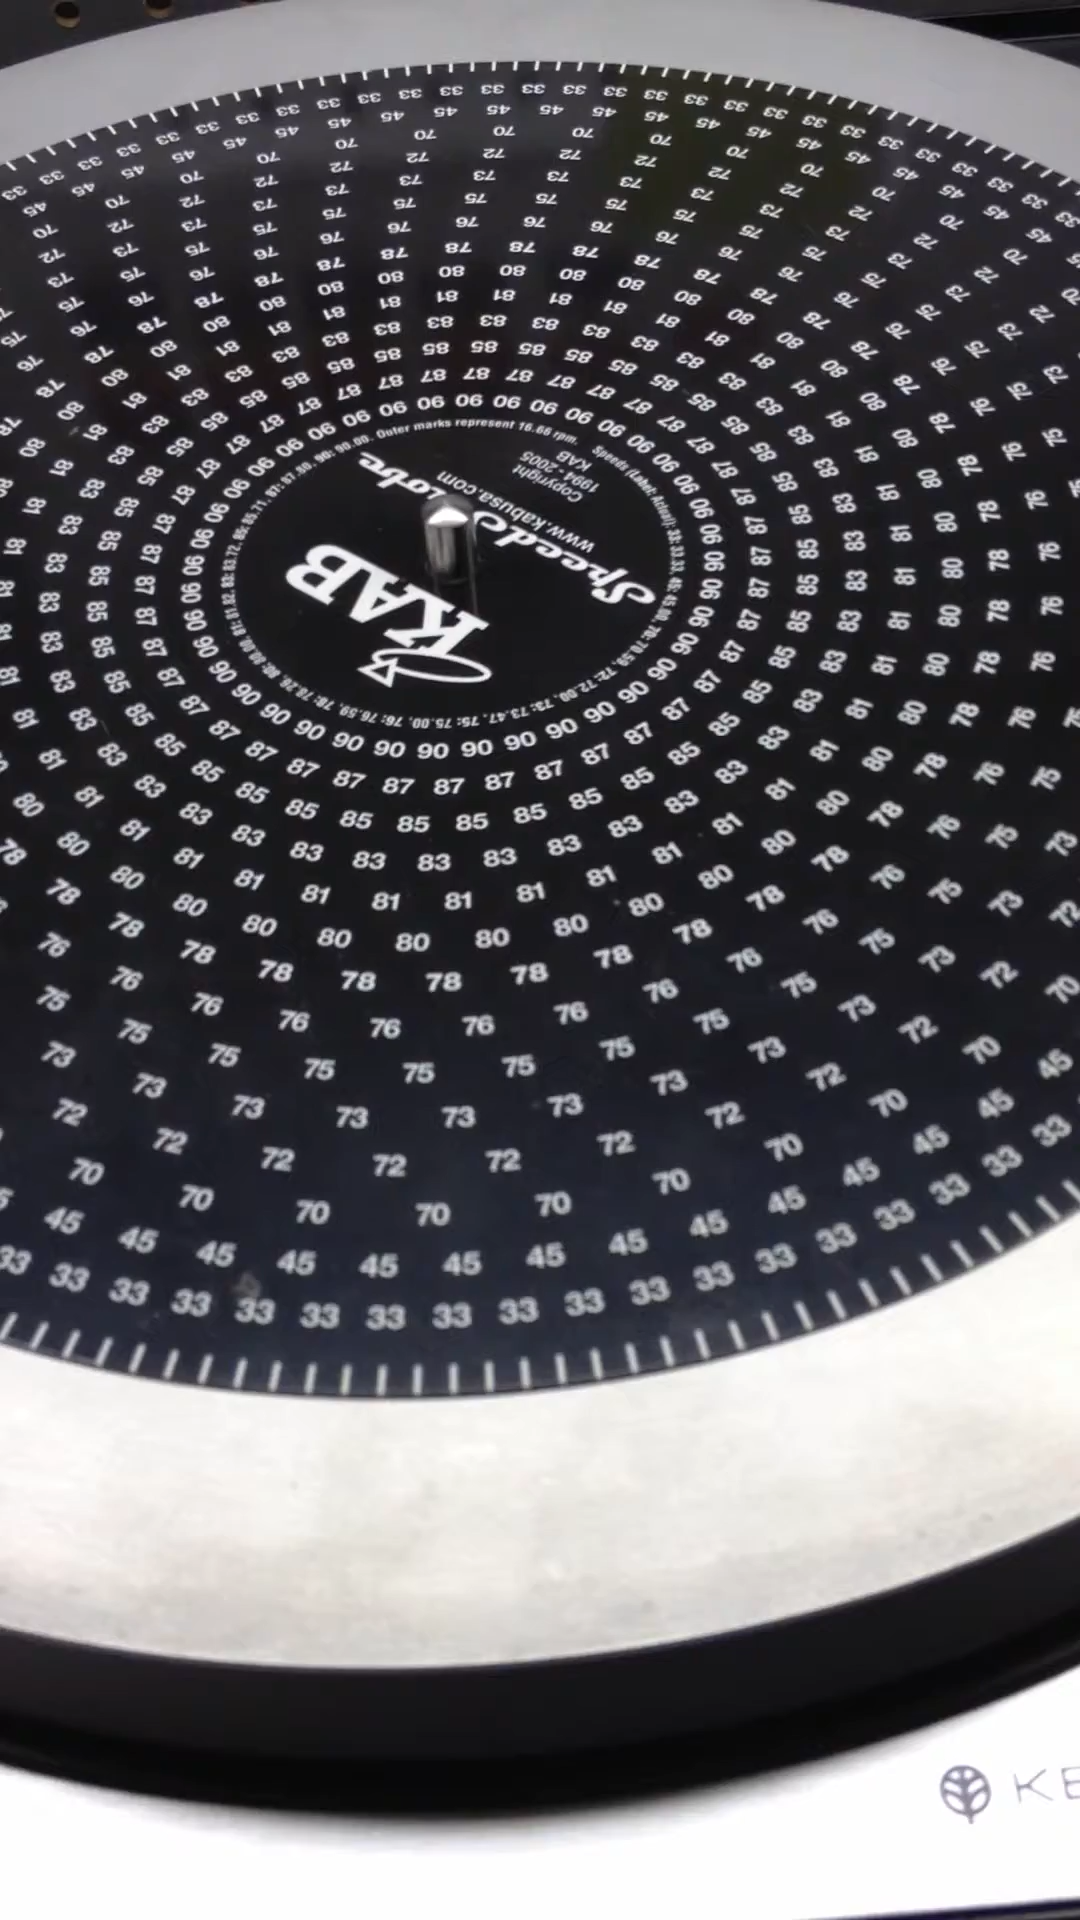 KAB
SpeedStrobe
www.kabusa.com
Copyright
1994 - 2005
KAB
Speeds (Label: Actual): 33: 33.33, 45: 45.00, 70: 70.59, 72: 72.00, 73: 73.47, 75: 75.00, 76: 76.59, 78: 78.26, 80: 80.00, 81: 81.82, 83: 83.72, 85: 85.71, 87: 87.80, 90: 90.00. Outer marks represent 16.66 rpm.
90
87
85
83
81
80
78
76
75
73
72
70
45
33
KE